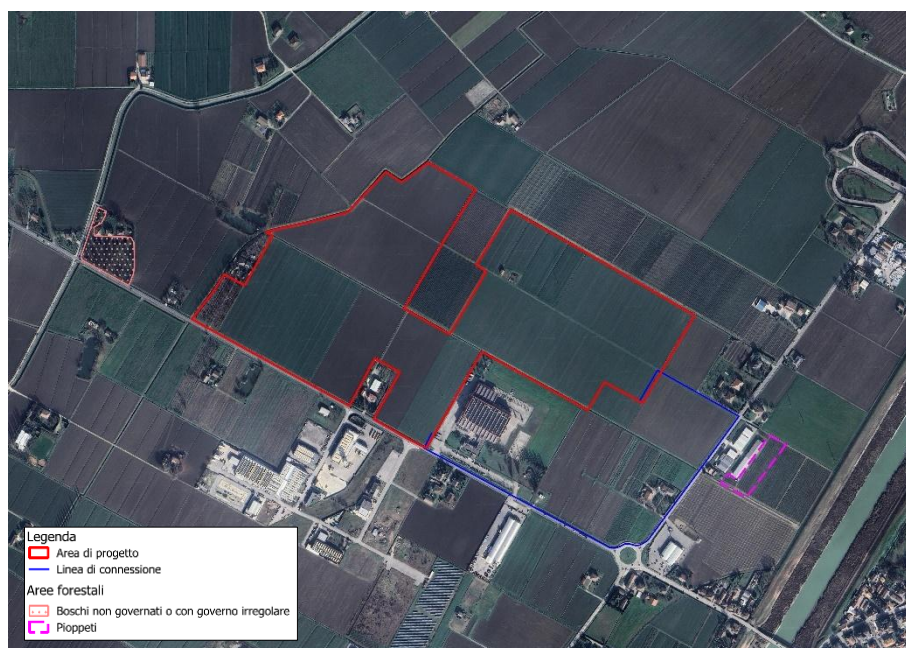 Legenda
Area di progetto
Linea di connessione
Aree forestali
Boschi non governati o con governo irregolare
Pioppeti